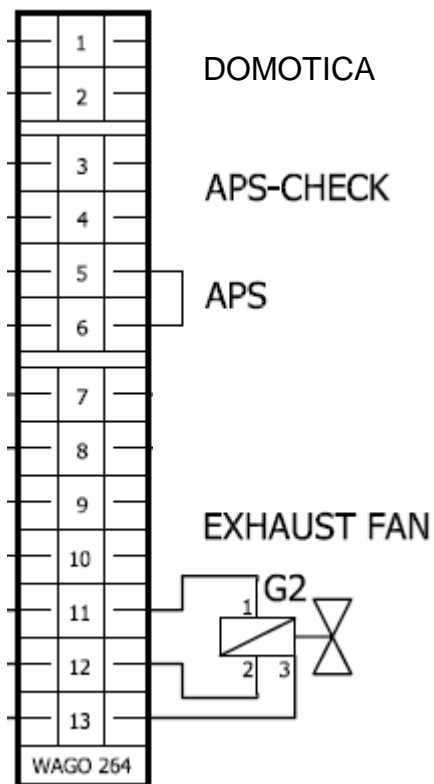 1
DOMOTICA
2
3
APS-CHECK
4
5
APS
6
7
8
9
EXHAUST FAN
10
G2
11
1
12
2 3
13
WAGO 264